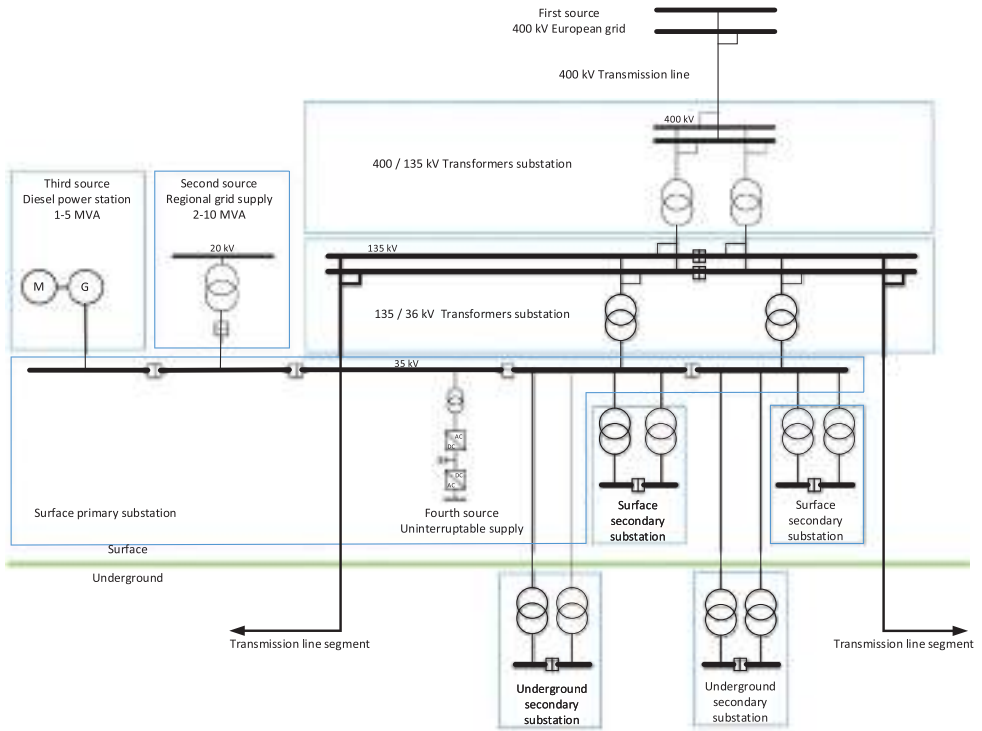 First source
400 kV European grid
400 kV Transmission line
400 kV
400 / 135 kV Transformers substation
Third source
Diesel power station
1-5 MVA
Second source
Regional grid supply
2-10 MVA
20 kV
135 kV
M
G
135 / 36 kV Transformers substation
35 kV
AC
DC
DC
AC
Surface primary substation
Fourth source
Uninterruptable supply
Surface
secondary
substation
Surface
secondary
substation
Surface
Underground
Transmission line segment
Transmission line segment
Underground
secondary
substation
Underground
secondary
substation